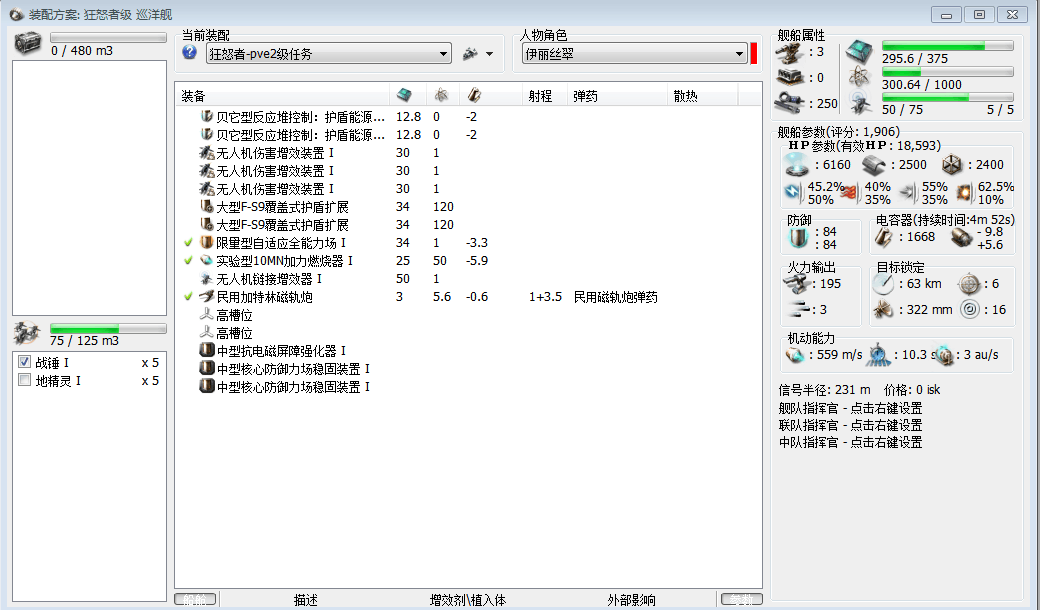 装配方案: 狂怒者级 巡洋舰
0 / 480 m3
当前装配
狂怒者-pve2级任务
人物角色
伊丽丝翠
装备
射程
弹药
散热
贝它型反应堆控制：护盾能源... 12.8 0 -2
贝它型反应堆控制：护盾能源... 12.8 0 -2
无人机伤害增效装置 I 30 1
无人机伤害增效装置 I 30 1
无人机伤害增效装置 I 30 1
大型F-S9覆盖式护盾扩展 34 120
大型F-S9覆盖式护盾扩展 34 120
限量型自适应全能力场 I 34 1 -3.3
实验型10MN加力燃烧器 I 25 50 -5.9
无人机链接增效器 I 50 1
民用加特林磁轨炮 3 5.6 -0.6 1+3.5 民用磁轨炮弹药
高槽位
高槽位
中型抗电磁屏障强化器 I
中型核心防御力场稳固装置 I
中型核心防御力场稳固装置 I
75 / 125 m3
战锤 I x 5
地精灵 I x 5
船舱
描述
增效剂\植入体
外部影响
参数
舰船属性
: 3
: 0
: 250
295.6 / 375
300.64 / 1000
50 / 75 5 / 5
舰船参数(评分: 1,906)
HP参数(有效HP: 18,593)
: 6160 : 2500 : 2400
45.2% 40% 55% 62.5%
50% 35% 35% 10%
防御
: 84
: 84
电容器(持续时间:4m 52s)
: 1668 - 9.8
+5.6
火力输出
: 195
: 3
目标锁定
: 63 km : 6
: 322 mm : 16
机动能力
: 559 m/s : 10.3 s : 3 au/s
信号半径: 231 m 价格: 0 isk
舰队指挥官 - 点击右键设置
联队指挥官 - 点击右键设置
中队指挥官 - 点击右键设置